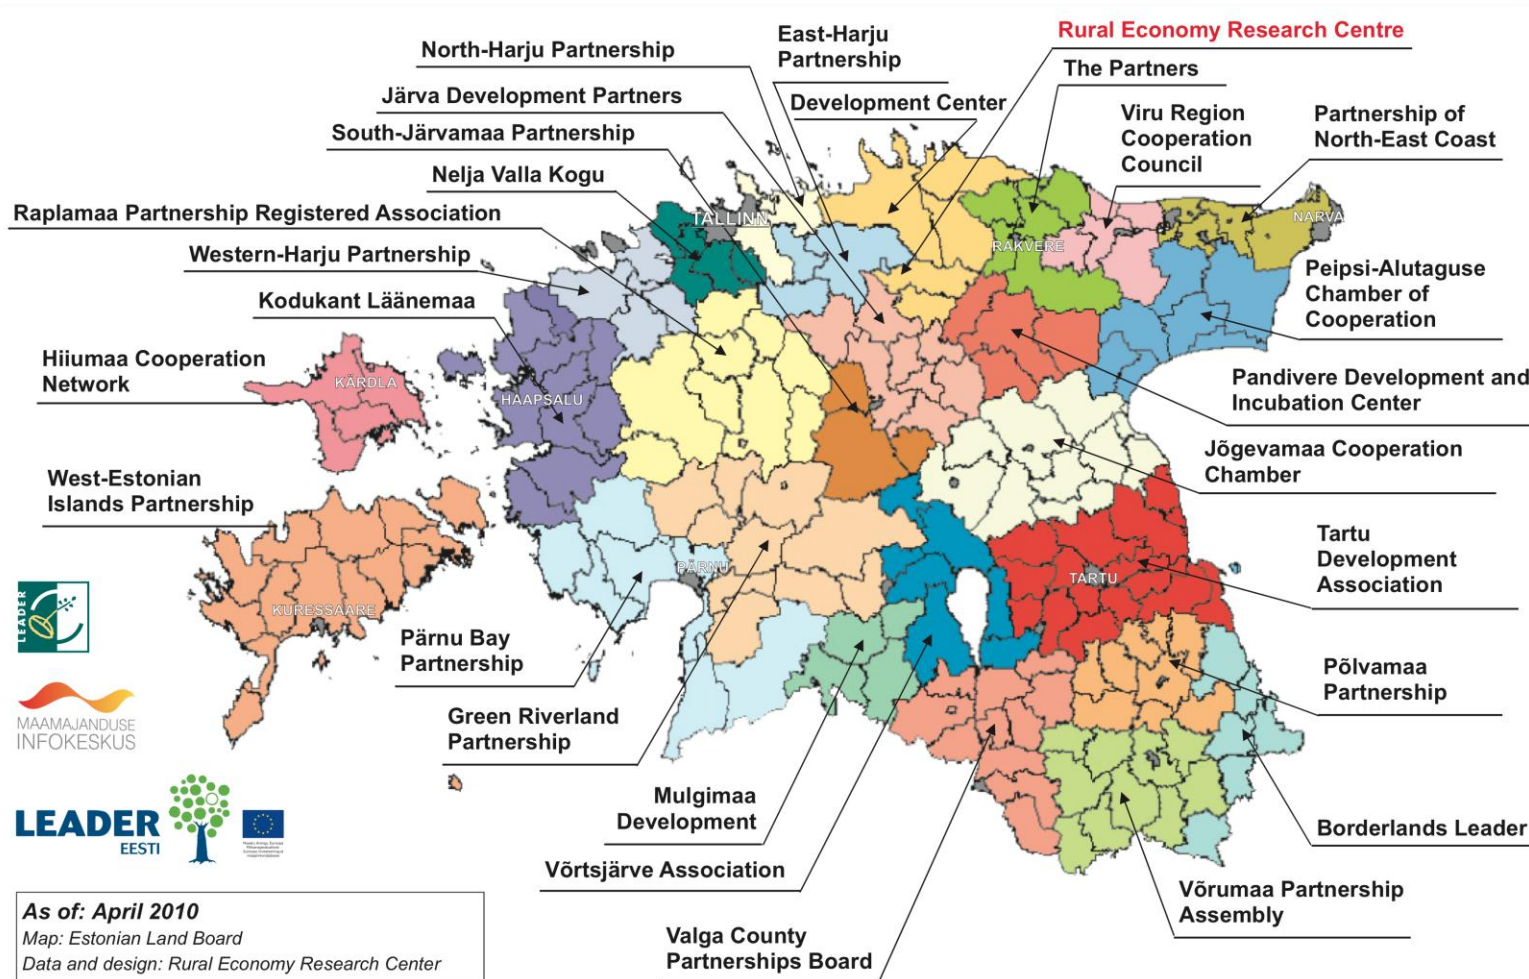 North-Harju Partnership
East-Harju
Partnership
Rural Economy Research Centre
Järva Development Partners
Development Center
The Partners
South-Järvamaa Partnership
Viru Region
Cooperation
Council
Partnership of
North-East Coast
Nelja Valla Kogu
Raplamaa Partnership Registered Association
TALLINN
NARVA
RAKVERE
Western-Harju Partnership
Peipsi-Alutaguse
Chamber of
Cooperation
Kodukant Läänemaa
Hiiumaa Cooperation
Network
KÄRDLA
HAAPSALU
Pandivere Development and
Incubation Center
Jõgevamaa Cooperation
Chamber
West-Estonian
Islands Partnership
Tartu
Development
Association
PÄRNU
TARTU
KURESSAARE
LEADER
Pärnu Bay
Partnership
Põlvamaa
Partnership
MAAMAJANDUSE
INFOKESKUS
Green Riverland
Partnership
Mulgimaa
Development
LEADER
EESTI
Borderlands Leader
Võrtsjärve Association
Võrumaa Partnership
Assembly
Valga County
Partnerships Board
As of: April 2010
Map: Estonian Land Board
Data and design: Rural Economy Research Center